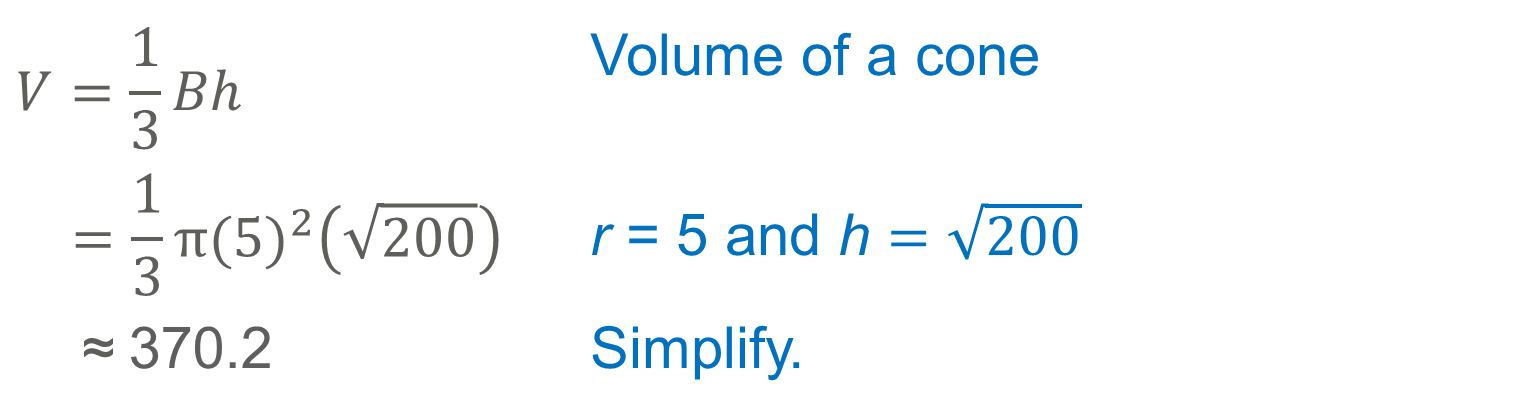 V = 1/3 Bh Volume of a cone
= 1/3 π(5)²(√200) r = 5 and h = √200
≈ 370.2 Simplify.